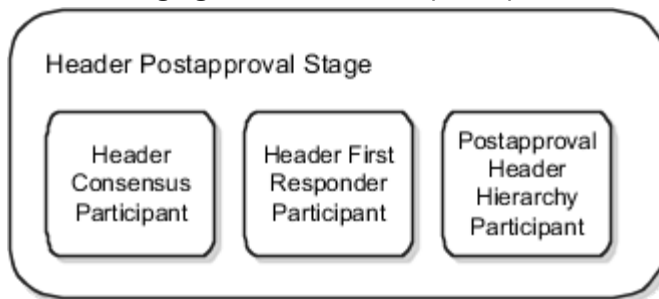 Header Postapproval Stage
Header
Consensus
Participant
Header First
Responder
Participant
Postapproval
Header
Hierarchy
Participant